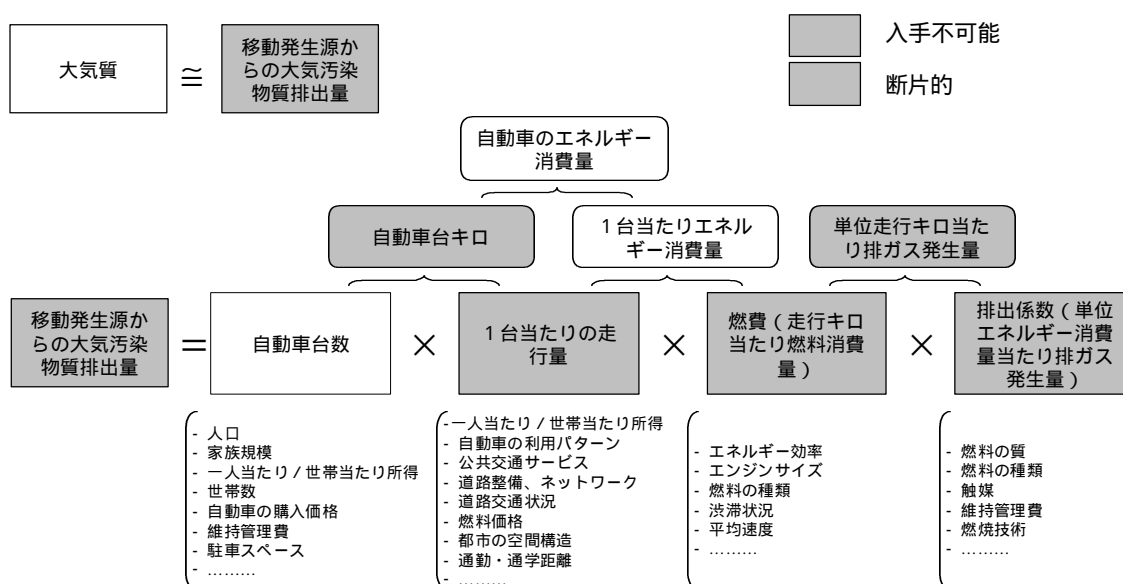 大気質
≅
移動発生源か
らの大気汚染
物質排出量
入手不可能
断片的
自動車のエネルギー
消費量
自動車台キロ
1台当たりエネル
ギー消費量
単位走行キロ当た
り排ガス発生量
移動発生源か
らの大気汚染
物質排出量
=
自動車台数
×
1台当たりの走
行量
×
燃費(走行キロ
当たり燃料消費
量)
×
排出係数(単位
エネルギー消費
量当たり排ガス
発生量)
- 人口
- 家族規模
- 一人当たり/世帯当たり所得
- 世帯数
- 自動車の購入価格
- 維持管理費
- 駐車スペース
- ………
-一人当たり/世帯当たり所得
- 自動車の利用パターン
- 公共交通サービス
- 道路整備、ネットワーク
- 道路交通状況
- 燃料価格
- 都市の空間構造
- 通勤・通学距離
- ………
- エネルギー効率
- エンジンサイズ
- 燃料の種類
- 渋滞状況
- 平均速度
- ………
- 燃料の質
- 燃料の種類
- 触媒
- 維持管理費
- 燃焼技術
- ………